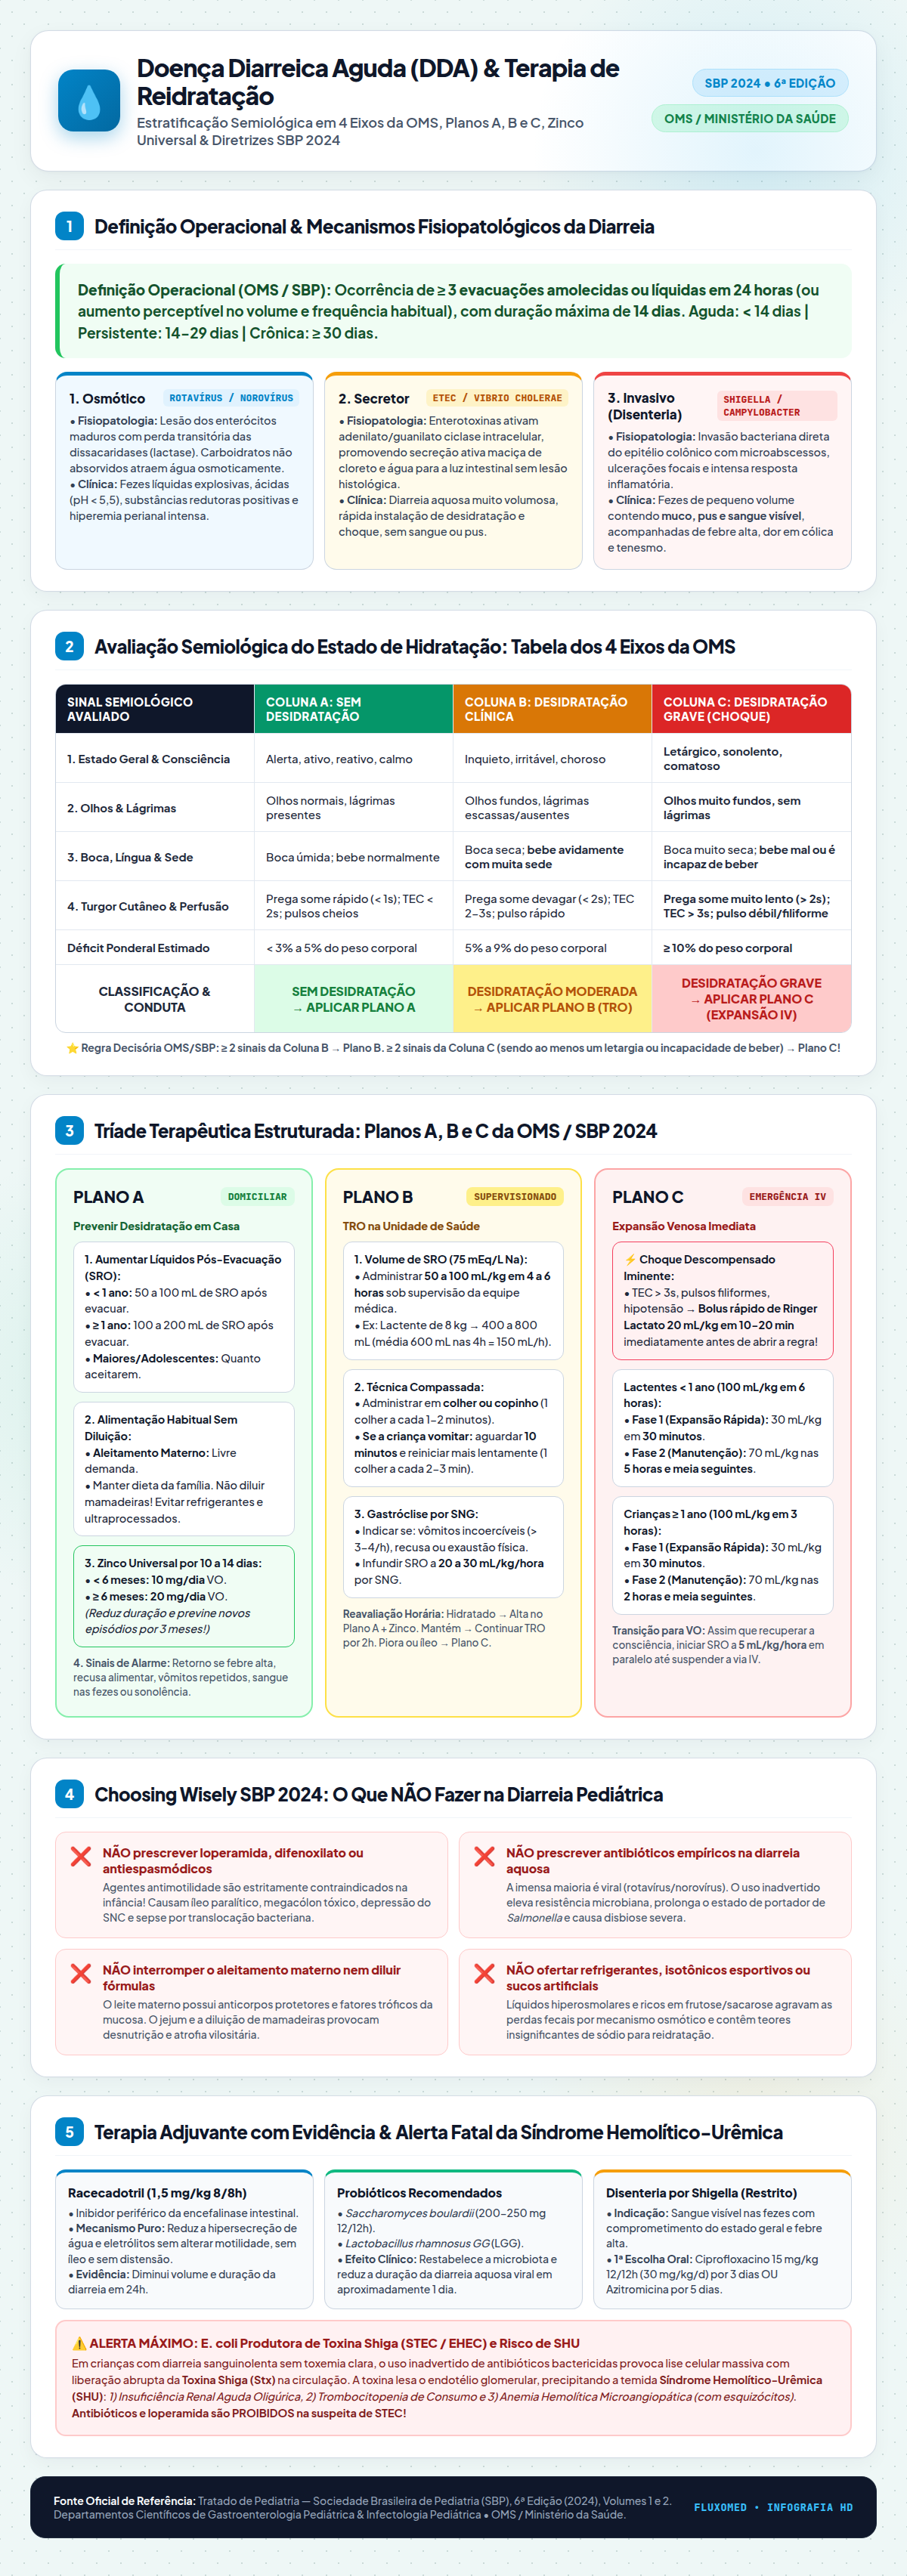 Doença Diarreica Aguda (DDA) & Terapia de
Reidratação
Estratificação Semiológica em 4 Eixos da OMS, Planos A, B e C, Zinco
Universal & Diretrizes SBP 2024
SBP 2024 • 6ª EDIÇÃO
OMS / MINISTÉRIO DA SAÚDE
1
Definição Operacional & Mecanismos Fisiopatológicos da Diarreia
Definição Operacional (OMS / SBP): Ocorrência de ≥ 3 evacuações amolecidas ou líquidas em 24 horas (ou
aumento perceptível no volume e frequência habitual), com duração máxima de 14 dias. Aguda: < 14 dias |
Persistente: 14-29 dias | Crônica: ≥ 30 dias.
1. Osmótico
ROTAVÍRUS / NOROVÍRUS
• Fisiopatologia: Lesão dos enterócitos
maduros com perda transitória das
dissacaridases (lactase). Carboidratos não
absorvidos atraem água osmoticamente.
• Clínica: Fezes líquidas explosivas, ácidas
(pH < 5,5), substâncias redutoras positivas e
hiperemia perianal intensa.
2. Secretor
ETEC / VIBRIO CHOLERAE
• Fisiopatologia: Enterotoxinas ativam
adenilato/guanilato ciclase intracelular,
promovendo secreção ativa maciça de
cloreto e água para a luz intestinal sem lesão
histológica.
• Clínica: Diarreia aquosa muito volumosa,
rápida instalação de desidratação e
choque, sem sangue ou pus.
3. Invasivo
(Disenteria)
SHIGELLA /
CAMPYLOBACTER
• Fisiopatologia: Invasão bacteriana direta
do epitélio colônico com microabscessos,
ulcerações focais e intensa resposta
inflamatória.
• Clínica: Fezes de pequeno volume
contendo muco, pus e sangue visível,
acompanhadas de febre alta, dor em cólica
e tenesmo.
2
Avaliação Semiológica do Estado de Hidratação: Tabela dos 4 Eixos da OMS
SINAL SEMIOLÓGICO
AVALIADO
COLUNA A: SEM
DESIDRATAÇÃO
COLUNA B: DESIDRATAÇÃO
CLÍNICA
COLUNA C: DESIDRATAÇÃO
GRAVE (CHOQUE)
1. Estado Geral & Consciência
Alerta, ativo, reativo, calmo
Inquieto, irritável, choroso
Letárgico, sonolento,
comatoso
2. Olhos & Lágrimas
Olhos normais, lágrimas
presentes
Olhos fundos, lágrimas
escassas/ausentes
Olhos muito fundos, sem
lágrimas
3. Boca, Língua & Sede
Boca úmida; bebe normalmente
Boca seca; bebe avidamente
com muita sede
Boca muito seca; bebe mal ou é
incapaz de beber
4. Turgor Cutâneo & Perfusão
Prega some rápido (< 1s); TEC <
2s; pulsos cheios
Prega some devagar (< 2s); TEC
2-3s; pulso rápido
Prega some muito lento (> 2s);
TEC > 3s; pulso débil/filiforme
Déficit Ponderal Estimado
< 3% a 5% do peso corporal
5% a 9% do peso corporal
≥ 10% do peso corporal
CLASSIFICAÇÃO &
CONDUTA
SEM DESIDRATAÇÃO
→ APLICAR PLANO A
DESIDRATAÇÃO MODERADA
→ APLICAR PLANO B (TRO)
DESIDRATAÇÃO GRAVE
→ APLICAR PLANO C
(EXPANSÃO IV)
⭐ Regra Decisória OMS/SBP: ≥ 2 sinais da Coluna B → Plano B. ≥ 2 sinais da Coluna C (sendo ao menos um letargia ou incapacidade de beber) → Plano C!
3
Tríade Terapêutica Estruturada: Planos A, B e C da OMS / SBP 2024
PLANO A
DOMICILIAR
Prevenir Desidratação em Casa
1. Aumentar Líquidos Pós-Evacuação
(SRO):
• < 1 ano: 50 a 100 mL de SRO após
evacuar.
• ≥ 1 ano: 100 a 200 mL de SRO após
evacuar.
• Maiores/Adolescentes: Quanto
aceitarem.
2. Alimentação Habitual Sem
Diluição:
• Aleitamento Materno: Livre
demanda.
• Manter dieta da família. Não diluir
mamadeiras! Evitar refrigerantes e
ultraprocessados.
3. Zinco Universal por 10 a 14 dias:
• < 6 meses: 10 mg/dia VO.
• ≥ 6 meses: 20 mg/dia VO.
(Reduz duração e previne novos
episódios por 3 meses!)
4. Sinais de Alarme: Retorno se febre alta,
recusa alimentar, vômitos repetidos, sangue
nas fezes ou sonolência.
PLANO B
SUPERVISIONADO
TRO na Unidade de Saúde
1. Volume de SRO (75 mEq/L Na):
• Administrar 50 a 100 mL/kg em 4 a 6
horas sob supervisão da equipe
médica.
• Ex: Lactente de 8 kg → 400 a 800
mL (média 600 mL nas 4h = 150 mL/h).
2. Técnica Compassada:
• Administrar em colher ou copinho (1
colher a cada 1-2 minutos).
• Se a criança vomitar: aguardar 10
minutos e reiniciar mais lentamente (1
colher a cada 2-3 min).
3. Gastróclise por SNG:
• Indicar se: vômitos incoercíveis (>
3-4/h), recusa ou exaustão física.
• Infundir SRO a 20 a 30 mL/kg/hora
por SNG.
Reavaliação Horária: Hidratado → Alta no
Plano A + Zinco. Mantém → Continuar TRO
por 2h. Piora ou íleo → Plano C.
PLANO C
EMERGÊNCIA IV
Expansão Venosa Imediata
⚡ Choque Descompensado
Iminente:
• TEC > 3s, pulsos filiformes,
hipotensão → Bolus rápido de Ringer
Lactato 20 mL/kg em 10-20 min
imediatamente antes de abrir a regra!
Lactentes < 1 ano (100 mL/kg em 6
horas):
• Fase 1 (Expansão Rápida): 30 mL/kg
em 30 minutos.
• Fase 2 (Manutenção): 70 mL/kg nas
5 horas e meia seguintes.
Crianças ≥ 1 ano (100 mL/kg em 3
horas):
• Fase 1 (Expansão Rápida): 30 mL/kg
em 30 minutos.
• Fase 2 (Manutenção): 70 mL/kg nas
2 horas e meia seguintes.
Transição para VO: Assim que recuperar a
consciência, iniciar SRO a 5 mL/kg/hora em
paralelo até suspender a via IV.
4
Choosing Wisely SBP 2024: O Que NÃO Fazer na Diarreia Pediátrica
❌ NÃO prescrever loperamida, difenoxilato ou
antiespasmódicos
Agentes antimotilidade são estritamente contraindicados na
infância! Causam íleo paralítico, megacólon tóxico, depressão do
SNC e sepse por translocação bacteriana.
❌ NÃO prescrever antibióticos empíricos na diarreia
aquosa
A imensa maioria é viral (rotavírus/norovírus). O uso inadvertido
eleva resistência microbiana, prolonga o estado de portador de
Salmonella e causa disbiose severa.
❌ NÃO interromper o aleitamento materno nem diluir
fórmulas
O leite materno possui anticorpos protetores e fatores tróficos da
mucosa. O jejum e a diluição de mamadeiras provocam
desnutrição e atrofia vilositária.
❌ NÃO ofertar refrigerantes, isotônicos esportivos ou
sucos artificiais
Líquidos hiperosmolares e ricos em frutose/sacarose agravam as
perdas fecais por mecanismo osmótico e contêm teores
insignificantes de sódio para reidratação.
5
Terapia Adjuvante com Evidência & Alerta Fatal da Síndrome Hemolítico-Urêmica
Racecadotril (1,5 mg/kg 8/8h)
• Inibidor periférico da encefalinase intestinal.
• Mecanismo Puro: Reduz a hipersecreção de
água e eletrólitos sem alterar motilidade, sem
íleo e sem distensão.
• Evidência: Diminui volume e duração da
diarreia em 24h.
Probióticos Recomendados
• Saccharomyces boulardii (200-250 mg
12/12h).
• Lactobacillus rhamnosus GG (LGG).
• Efeito Clínico: Restabelece a microbiota e
reduz a duração da diarreia aquosa viral em
aproximadamente 1 dia.
Disenteria por Shigella (Restrito)
• Indicação: Sangue visível nas fezes com
comprometimento do estado geral e febre
alta.
• 1ª Escolha Oral: Ciprofloxacino 15 mg/kg
12/12h (30 mg/kg/d) por 3 dias OU
Azitromicina por 5 dias.
⚠️ ALERTA MÁXIMO: E. coli Produtora de Toxina Shiga (STEC / EHEC) e Risco de SHU
Em crianças com diarreia sanguinolenta sem toxemia clara, o uso inadvertido de antibióticos bactericidas provoca lise celular massiva com
liberação abrupta da Toxina Shiga (Stx) na circulação. A toxina lesa o endotélio glomerular, precipitando a temida Síndrome Hemolítico-Urêmica
(SHU): 1) Insuficiência Renal Aguda Oligúrica, 2) Trombocitopenia de Consumo e 3) Anemia Hemolítica Microangiopática (com esquizócitos).
Antibióticos e loperamida são PROIBIDOS na suspeita de STEC!
Fonte Oficial de Referência: Tratado de Pediatria — Sociedade Brasileira de Pediatria (SBP), 6ª Edição (2024), Volumes 1 e 2.
Departamentos Científicos de Gastroenterologia Pediátrica & Infectologia Pediátrica • OMS / Ministério da Saúde.
FLUXOMED • INFOGRAFIA HD